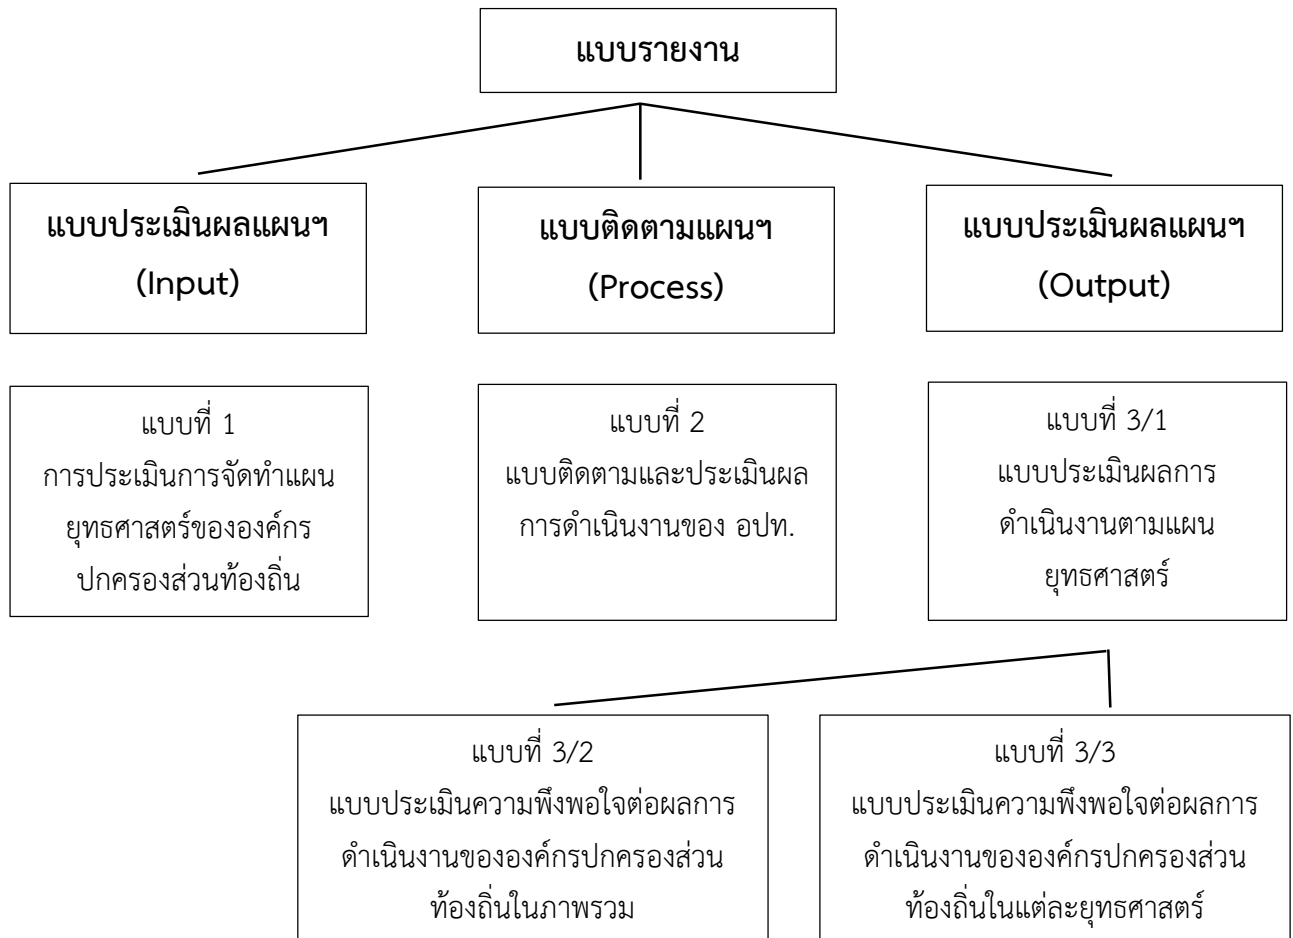 แบบรายงาน
แบบประเมินผลแผนฯ
(Input)
แบบติดตามแผนฯ
(Process)
แบบประเมินผลแผนฯ
(Output)
แบบที่ 1
การประเมินการจัดทำแผน
ยุทธศาสตร์ขององค์กร
ปกครองส่วนท้องถิ่น
แบบที่ 2
แบบติดตามและประเมินผล
การดำเนินงานของ อปท.
แบบที่ 3/1
แบบประเมินผลการ
ดำเนินงานตามแผน
ยุทธศาสตร์
แบบที่ 3/2
แบบประเมินความพึงพอใจต่อผลการ
ดำเนินงานขององค์กรปกครองส่วน
ท้องถิ่นในภาพรวม
แบบที่ 3/3
แบบประเมินความพึงพอใจต่อผลการ
ดำเนินงานขององค์กรปกครองส่วน
ท้องถิ่นในแต่ละยุทธศาสตร์